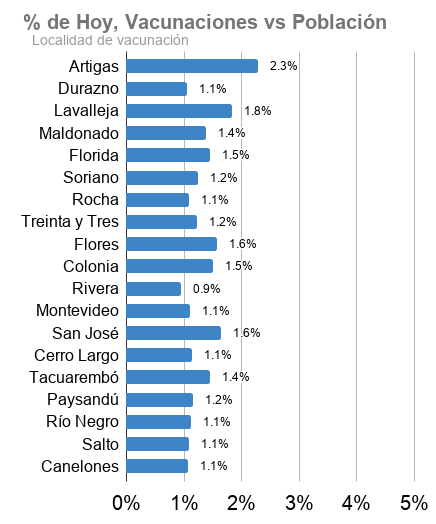 % de Hoy, Vacunaciones vs Población
Localidad de vacunación
Artigas 2.3%
Durazno 1.1%
Lavalleja 1.8%
Maldonado 1.4%
Florida 1.5%
Soriano 1.2%
Rocha 1.1%
Treinta y Tres 1.2%
Flores 1.6%
Colonia 1.5%
Rivera 0.9%
Montevideo 1.1%
San José 1.6%
Cerro Largo 1.1%
Tacuarembó 1.4%
Paysandú 1.2%
Río Negro 1.1%
Salto 1.1%
Canelones 1.1%
0% 1% 2% 3% 4% 5%